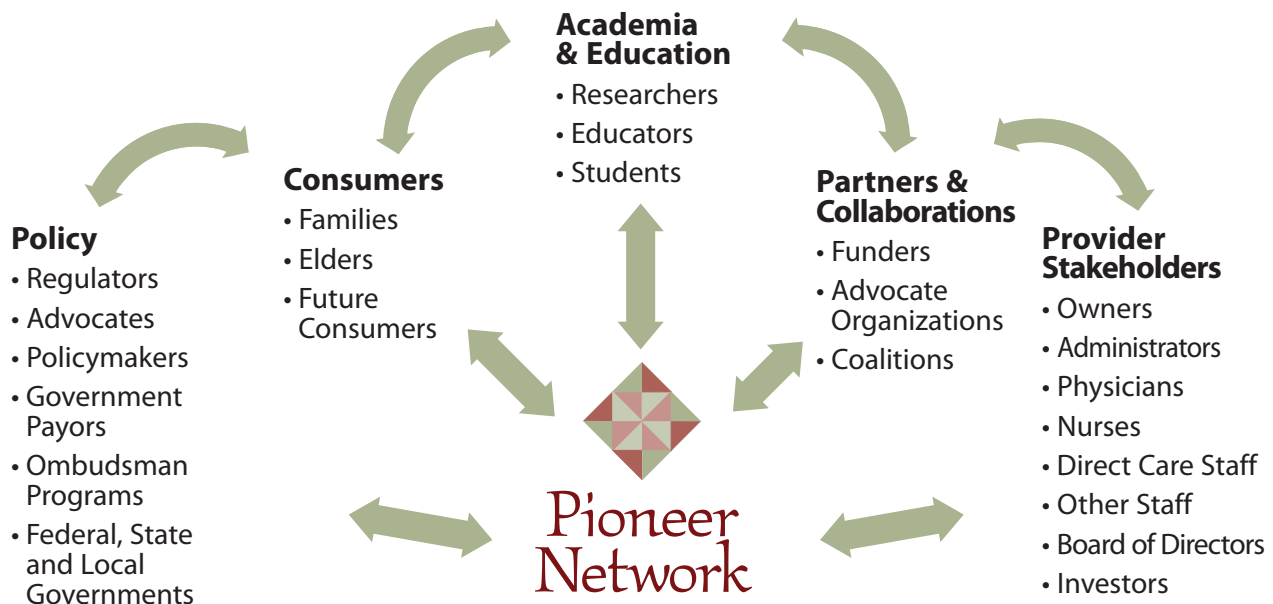 Academia
& Education
• Researchers
• Educators
• Students
Consumers
• Families
• Elders
• Future
Consumers
Partners &
Collaborations
• Funders
• Advocate
Organizations
• Coalitions
Policy
• Regulators
• Advocates
• Policymakers
• Government
Payors
• Ombudsman
Programs
• Federal, State
and Local
Governments
Provider
Stakeholders
• Owners
• Administrators
• Physicians
• Nurses
• Direct Care Staff
• Other Staff
• Board of Directors
• Investors
Pioneer
Network